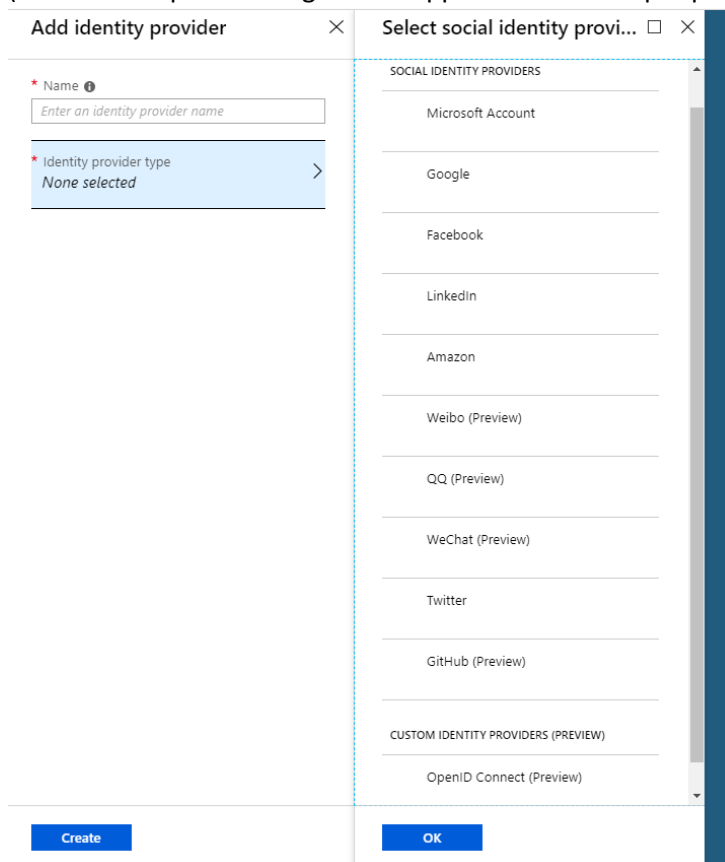 Add identity provider
* Name
Enter an identity provider name
* Identity provider type
None selected
Create
Select social identity provi...
SOCIAL IDENTITY PROVIDERS
Microsoft Account
Google
Facebook
LinkedIn
Amazon
Weibo (Preview)
QQ (Preview)
WeChat (Preview)
Twitter
GitHub (Preview)
CUSTOM IDENTITY PROVIDERS (PREVIEW)
OpenID Connect (Preview)
OK